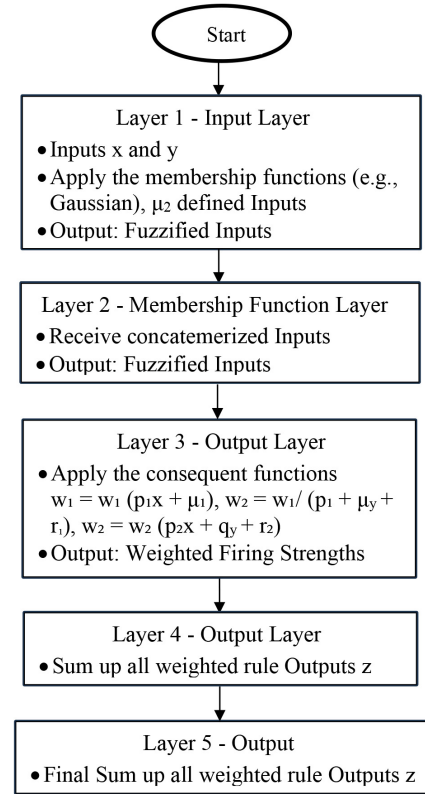 Start
Layer 1 - Input Layer
• Inputs x and y
• Apply the membership functions (e.g.,
Gaussian), μ₂ defined Inputs
• Output: Fuzzified Inputs
Layer 2 - Membership Function Layer
• Receive concatemerized Inputs
• Output: Fuzzified Inputs
Layer 3 - Output Layer
• Apply the consequent functions
w₁ = w₁ (p₁x + μ₁), w₂ = w₁/ (p₁ + μᵧ +
r₁), w₂ = w₂ (p₂x + qᵧ + r₂)
• Output: Weighted Firing Strengths
Layer 4 - Output Layer
• Sum up all weighted rule Outputs z
Layer 5 - Output
• Final Sum up all weighted rule Outputs z